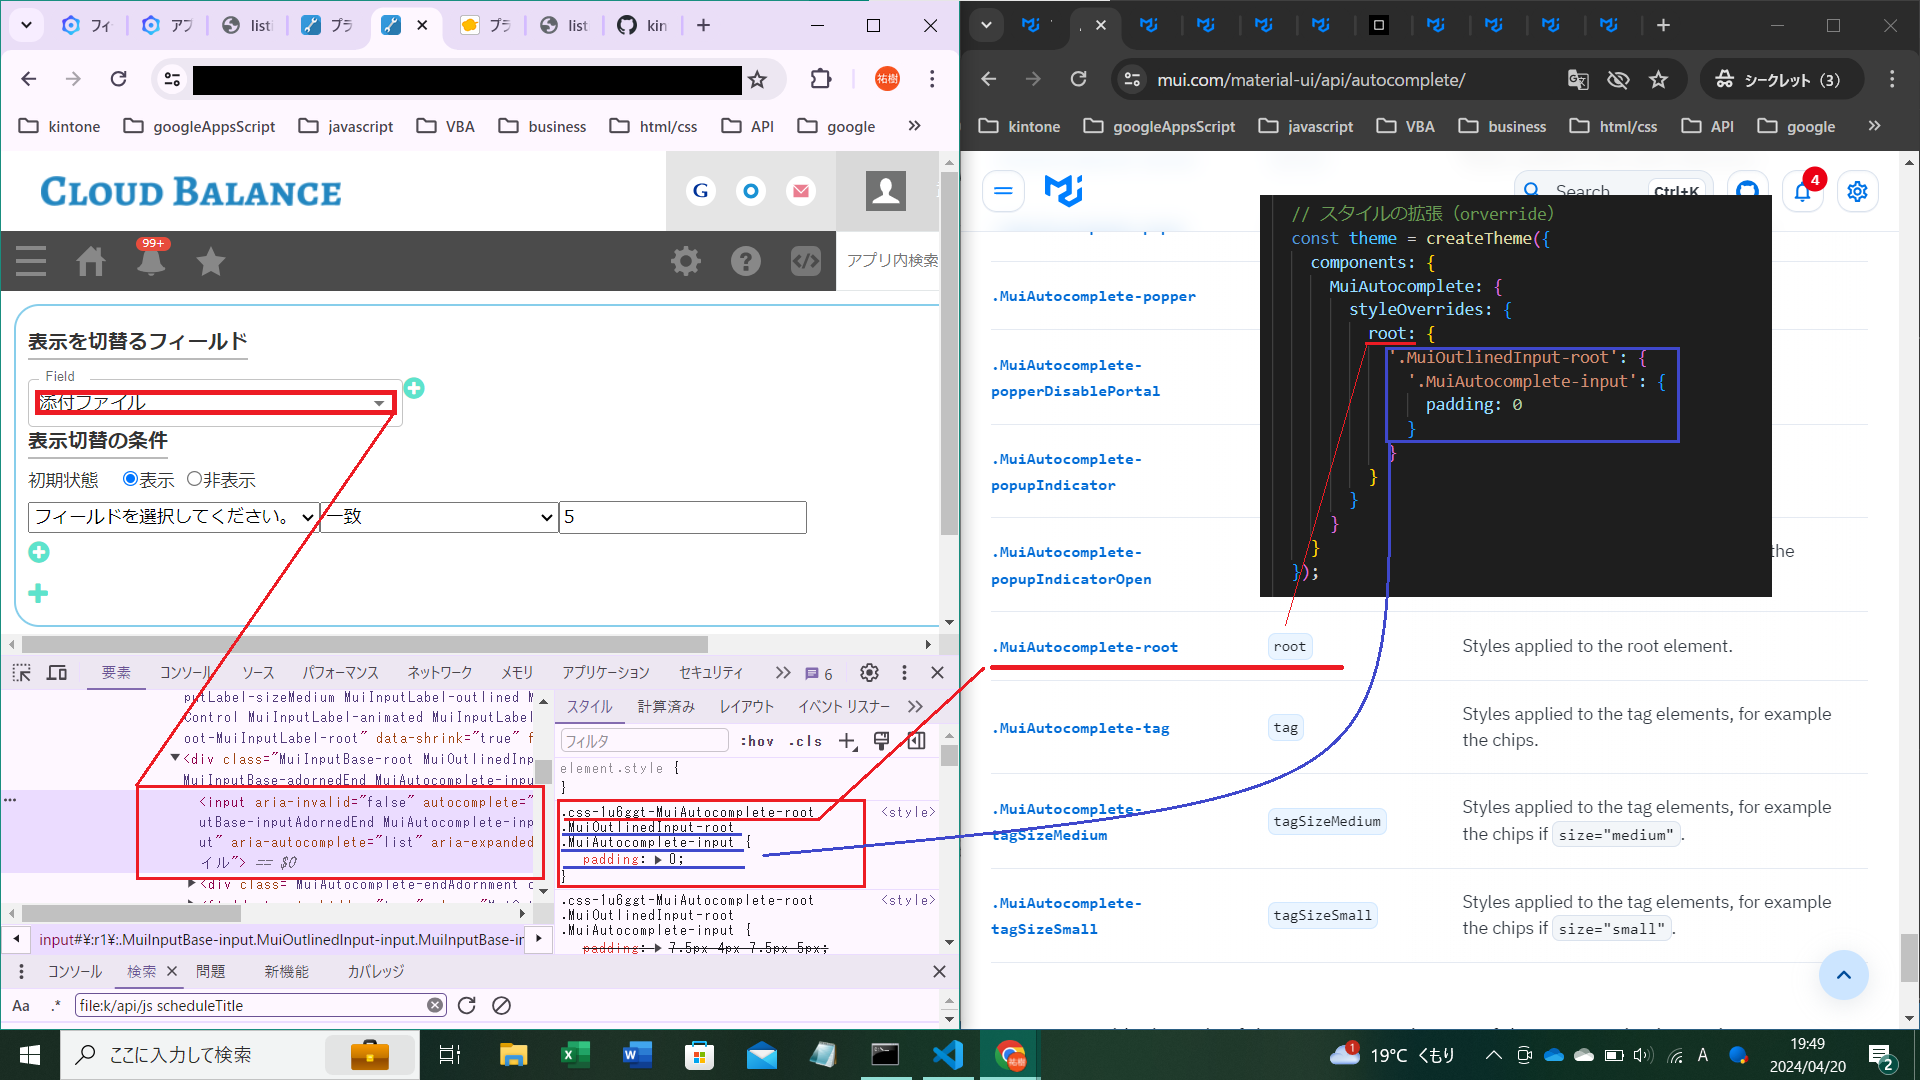 フィ
アプ
listi
プラ
プラ
list
kin
祐樹
kintone
googleAppsScript
javascript
VBA
business
html/css
API
google
CLOUD BALANCE
G
99+
アプリ内検索
表示を切替るフィールド
Field
添付ファイル
表示切替の条件
初期状態
表示
非表示
フィールドを選択してください。
一致
5
要素
コンソール
ソース
パフォーマンス
ネットワーク
メモリ
アプリケーション
セキュリティ
6
putLabel-sizeMedium MuiInputLabel-outlined M
Control MuiInputLabel-animated MuiInputLabel
oot-MuiInputLabel-root" data-shrink="true" f
<div class="MuiInputBase-root MuiOutlinedInp
MuiInputBase-adornedEnd MuiAutocomplete-inpu
<input aria-invalid="false" autocomplete="
utBase-inputAdornedEnd MuiAutocomplete-inp
ut" aria-autocomplete="list" aria-expanded
イル"> == $0
<div class="MuiAutocomplete-endAdornment c
input#¥:r1¥:.MuiInputBase-input.MuiOutlinedInput-input.MuiInputBase-in
スタイル
計算済み
レイアウト
イベント リスナー
フィルタ
:hov
.cls
element.style {
}
.css-1u6ggt-MuiAutocomplete-root
<style>
.MuiOutlinedInput-root
.MuiAutocomplete-input {
padding: 0;
}
.css-1u6ggt-MuiAutocomplete-root
<style>
.MuiOutlinedInput-root
.MuiAutocomplete-input {
padding: 7.5px 4px 7.5px 5px;
コンソール
検索
問題
新機能
カバレッジ
Aa
.*
file:k/api/js scheduleTitle
mui.com/material-ui/api/autocomplete/
シークレット（3）
kintone
googleAppsScript
javascript
VBA
business
html/css
API
google
Search
Ctrl+K
4
// スタイルの拡張（orverride）
const theme = createTheme({
components: {
MuiAutocomplete: {
styleOverrides: {
root: {
'.MuiOutlinedInput-root': {
'.MuiAutocomplete-input': {
padding: 0
}
}
}
}
}
}
});
.MuiAutocomplete-popper
.MuiAutocomplete-
popperDisablePortal
.MuiAutocomplete-
popupIndicator
.MuiAutocomplete-
popupIndicatorOpen
the
.MuiAutocomplete-root
root
Styles applied to the root element.
.MuiAutocomplete-tag
tag
Styles applied to the tag elements, for example
the chips.
.MuiAutocomplete-
tagSizeMedium
tagSizeMedium
Styles applied to the tag elements, for example
the chips if size="medium".
.MuiAutocomplete-
tagSizeSmall
tagSizeSmall
Styles applied to the tag elements, for example
the chips if size="small".
ここに入力して検索
1
19°C くもり
A
19:49
2024/04/20
2